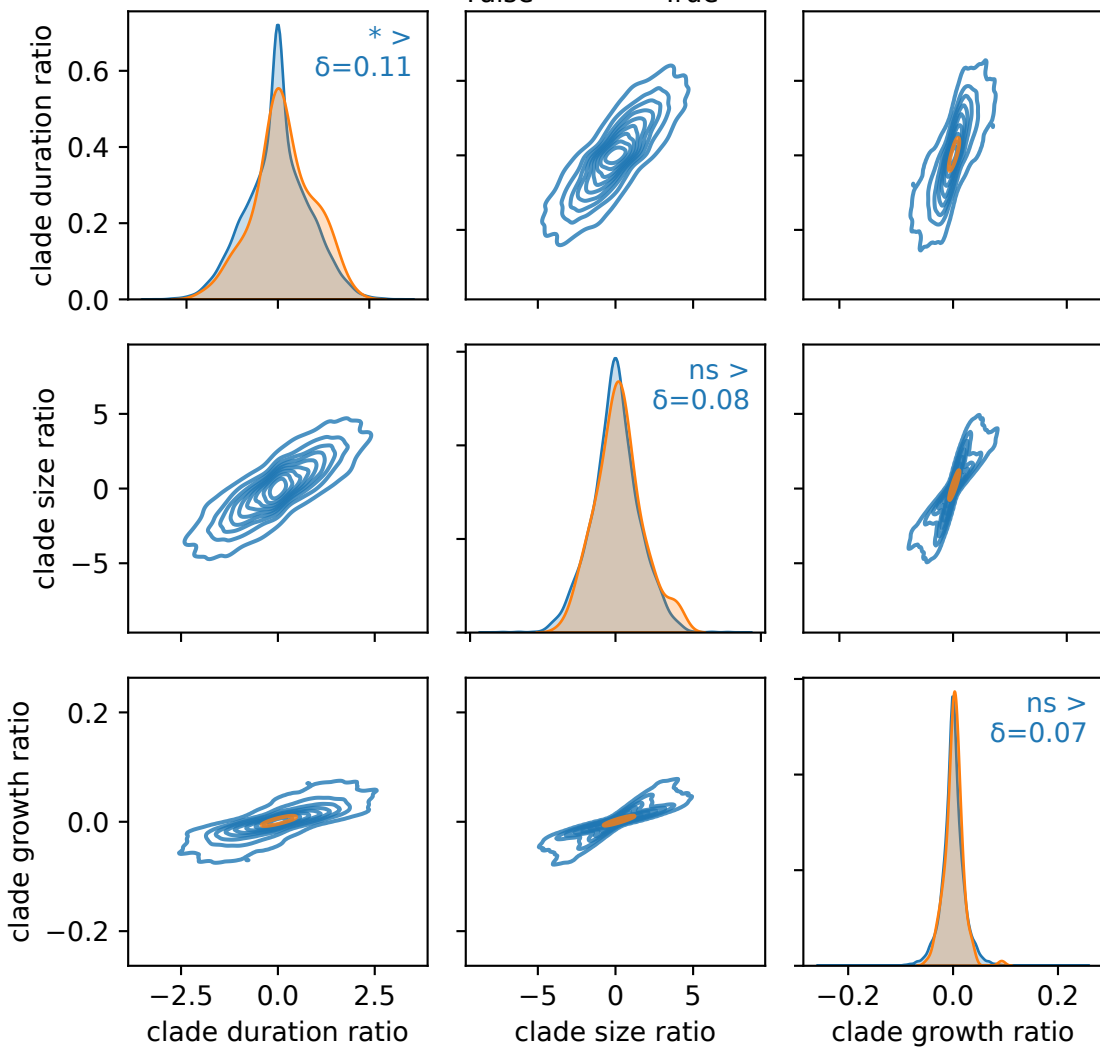 clade duration ratio
0.6
0.4
0.2
0.0
* >
δ=0.11
clade size ratio
5
0
−5
ns >
δ=0.08
clade growth ratio
0.2
0.0
−0.2
ns >
δ=0.07
−2.5 0.0 2.5
−5 0 5
−0.2 0.0 0.2
clade duration ratio
clade size ratio
clade growth ratio